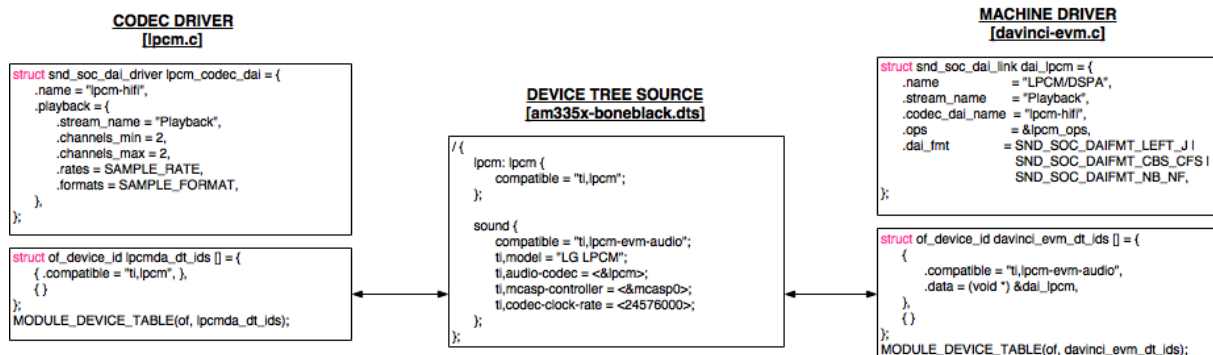 CODEC DRIVER
[lpcm.c]
struct snd_soc_dai_driver lpcm_codec_dai = {
.name = "lpcm-hifi",
.playback = {
.stream_name = "Playback",
.channels_min = 2,
.channels_max = 2,
.rates = SAMPLE_RATE,
.formats = SAMPLE_FORMAT,
},
};
struct of_device_id lpcmda_dt_ids [] = {
{ .compatible = "ti,lpcm", },
{ }
};
MODULE_DEVICE_TABLE(of, lpcmda_dt_ids);
DEVICE TREE SOURCE
[am335x-boneblack.dts]
/ {
lpcm: lpcm {
compatible = "ti,lpcm";
};
sound {
compatible = "ti,lpcm-evm-audio";
ti,model = "LG LPCM";
ti,audio-codec = <&lpcm>;
ti,mcasp-controller = <&mcasp0>;
ti,codec-clock-rate = <24576000>;
};
};
MACHINE DRIVER
[davinci-evm.c]
struct snd_soc_dai_link dai_lpcm = {
.name = "LPCM/DSPA",
.stream_name = "Playback",
.codec_dai_name = "lpcm-hifi",
.ops = &lpcm_ops,
.dai_fmt = SND_SOC_DAIFMT_LEFT_J |
SND_SOC_DAIFMT_CBS_CFS |
SND_SOC_DAIFMT_NB_NF,
};
struct of_device_id davinci_evm_dt_ids [] = {
{
.compatible = "ti,lpcm-evm-audio",
.data = (void *) &dai_lpcm,
},
{ }
};
MODULE_DEVICE_TABLE(of, davinci_evm_dt_ids);